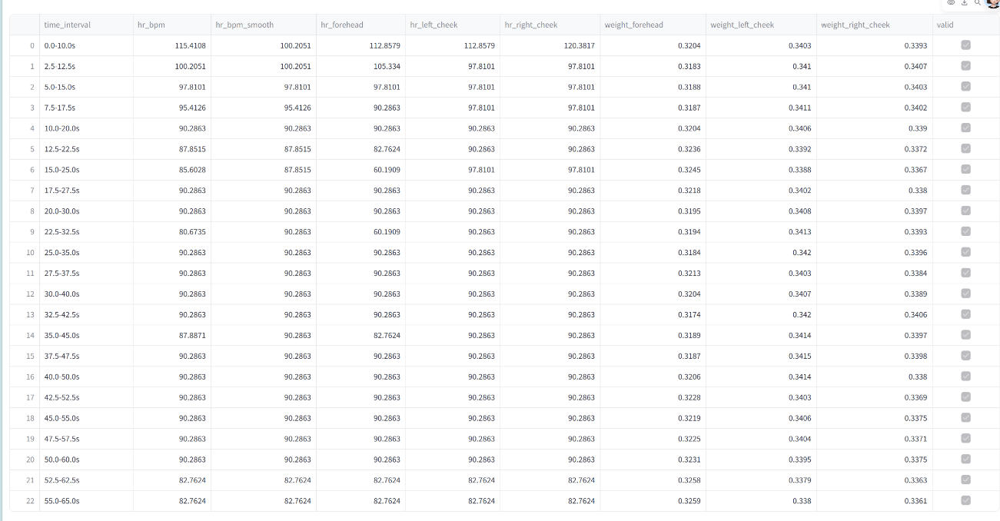 time_interval hr_bpm hr_bpm_smooth hr_forehead hr_left_cheek hr_right_cheek weight_forehead weight_left_cheek weight_right_cheek valid
0 0.0-10.0s 115.4108 100.2051 112.8579 112.8579 120.3817 0.3204 0.3403 0.3393
1 2.5-12.5s 100.2051 100.2051 105.334 97.8101 97.8101 0.3183 0.341 0.3407
2 5.0-15.0s 97.8101 97.8101 97.8101 97.8101 97.8101 0.3188 0.341 0.3403
3 7.5-17.5s 95.4126 95.4126 90.2863 97.8101 97.8101 0.3187 0.3411 0.3402
4 10.0-20.0s 90.2863 90.2863 90.2863 90.2863 90.2863 0.3204 0.3406 0.339
5 12.5-22.5s 87.8515 87.8515 82.7624 90.2863 90.2863 0.3236 0.3392 0.3372
6 15.0-25.0s 85.6028 87.8515 60.1909 97.8101 97.8101 0.3245 0.3388 0.3367
7 17.5-27.5s 90.2863 90.2863 90.2863 90.2863 90.2863 0.3218 0.3402 0.338
8 20.0-30.0s 90.2863 90.2863 90.2863 90.2863 90.2863 0.3195 0.3408 0.3397
9 22.5-32.5s 80.6735 90.2863 60.1909 90.2863 90.2863 0.3194 0.3413 0.3393
10 25.0-35.0s 90.2863 90.2863 90.2863 90.2863 90.2863 0.3184 0.342 0.3396
11 27.5-37.5s 90.2863 90.2863 90.2863 90.2863 90.2863 0.3213 0.3403 0.3384
12 30.0-40.0s 90.2863 90.2863 90.2863 90.2863 90.2863 0.3204 0.3407 0.3389
13 32.5-42.5s 90.2863 90.2863 90.2863 90.2863 90.2863 0.3174 0.342 0.3406
14 35.0-45.0s 87.8871 90.2863 82.7624 90.2863 90.2863 0.3189 0.3414 0.3397
15 37.5-47.5s 90.2863 90.2863 90.2863 90.2863 90.2863 0.3187 0.3415 0.3398
16 40.0-50.0s 90.2863 90.2863 90.2863 90.2863 90.2863 0.3206 0.3414 0.338
17 42.5-52.5s 90.2863 90.2863 90.2863 90.2863 90.2863 0.3228 0.3403 0.3369
18 45.0-55.0s 90.2863 90.2863 90.2863 90.2863 90.2863 0.3219 0.3406 0.3375
19 47.5-57.5s 90.2863 90.2863 90.2863 90.2863 90.2863 0.3225 0.3404 0.3371
20 50.0-60.0s 90.2863 90.2863 90.2863 90.2863 90.2863 0.3231 0.3395 0.3375
21 52.5-62.5s 82.7624 82.7624 82.7624 82.7624 82.7624 0.3258 0.3379 0.3363
22 55.0-65.0s 82.7624 82.7624 82.7624 82.7624 82.7624 0.3259 0.338 0.3361